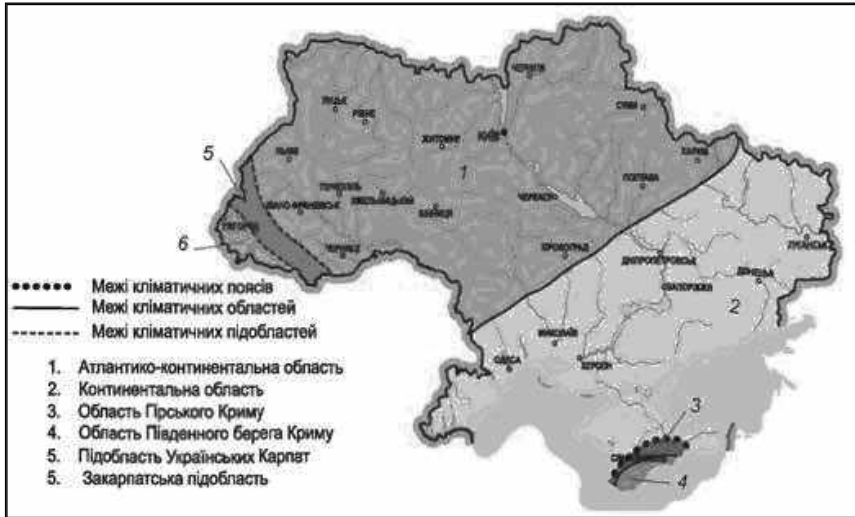 ЧЕРНІГІВ
ЛУЦЬК
РІВНЕ
СУМИ
ЖИТОМИР
КИЇВ
ЛЬВІВ
ХАРКІВ
5
1
ПОЛТАВА
ТЕРНОПІЛЬ
ХМЕЛЬНИЦЬКИЙ
ІВАНО-ФРАНКІВСЬК
ВІННИЦЯ
ЧЕРКАСИ
УЖГОРОД
6
ЧЕРНІВЦІ
КІРОВОГРАД
ЛУГАНСЬК
ДНІПРОПЕТРОВСЬК
ДОНЕЦЬК
ЗАПОРІЖЖЯ
2
Межі кліматичних поясів
Межі кліматичних областей
Межі кліматичних підобластей
МИКОЛАЇВ
ОДЕСА
ХЕРСОН
1. Атлантико-континентальна область
2. Континентальна область
3. Область Гірського Криму
4. Область Південного берега Криму
5. Підобласть Українських Карпат
5. Закарпатська підобласть
3
4